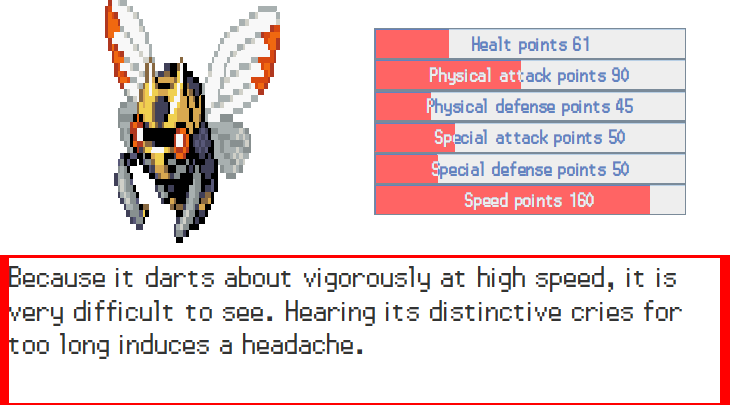 Healt points 61
Physical attack points 90
Physical defense points 45
Special attack points 50
Special defense points 50
Speed points 160
Because it darts about vigorously at high speed, it is
very difficult to see. Hearing its distinctive cries for
too long induces a headache.